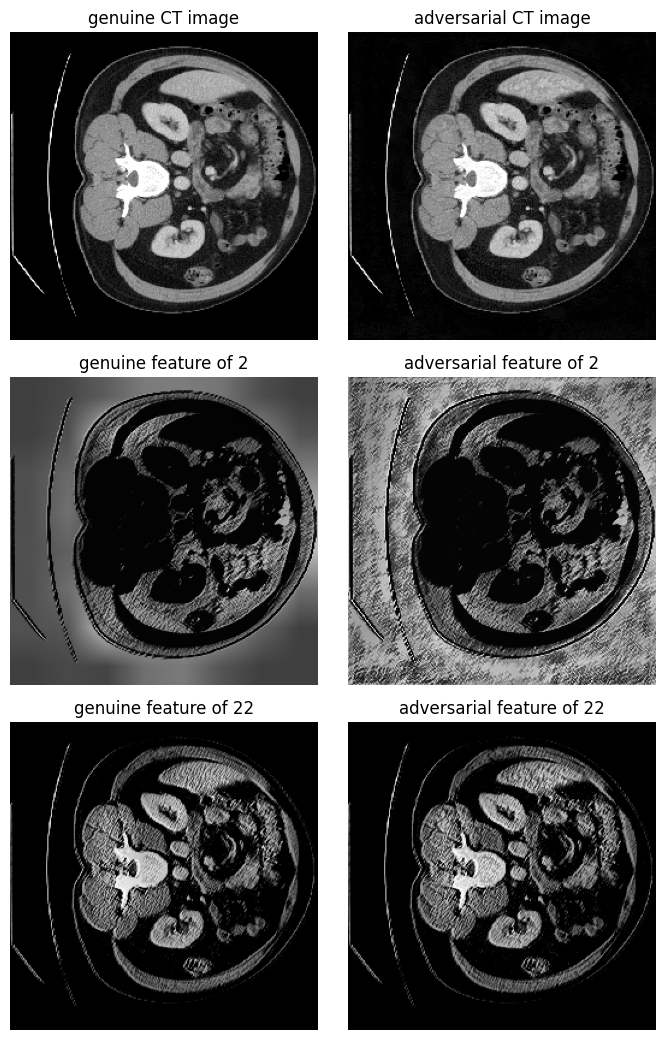 genuine CT image
adversarial CT image
genuine feature of 2
adversarial feature of 2
genuine feature of 22
adversarial feature of 22